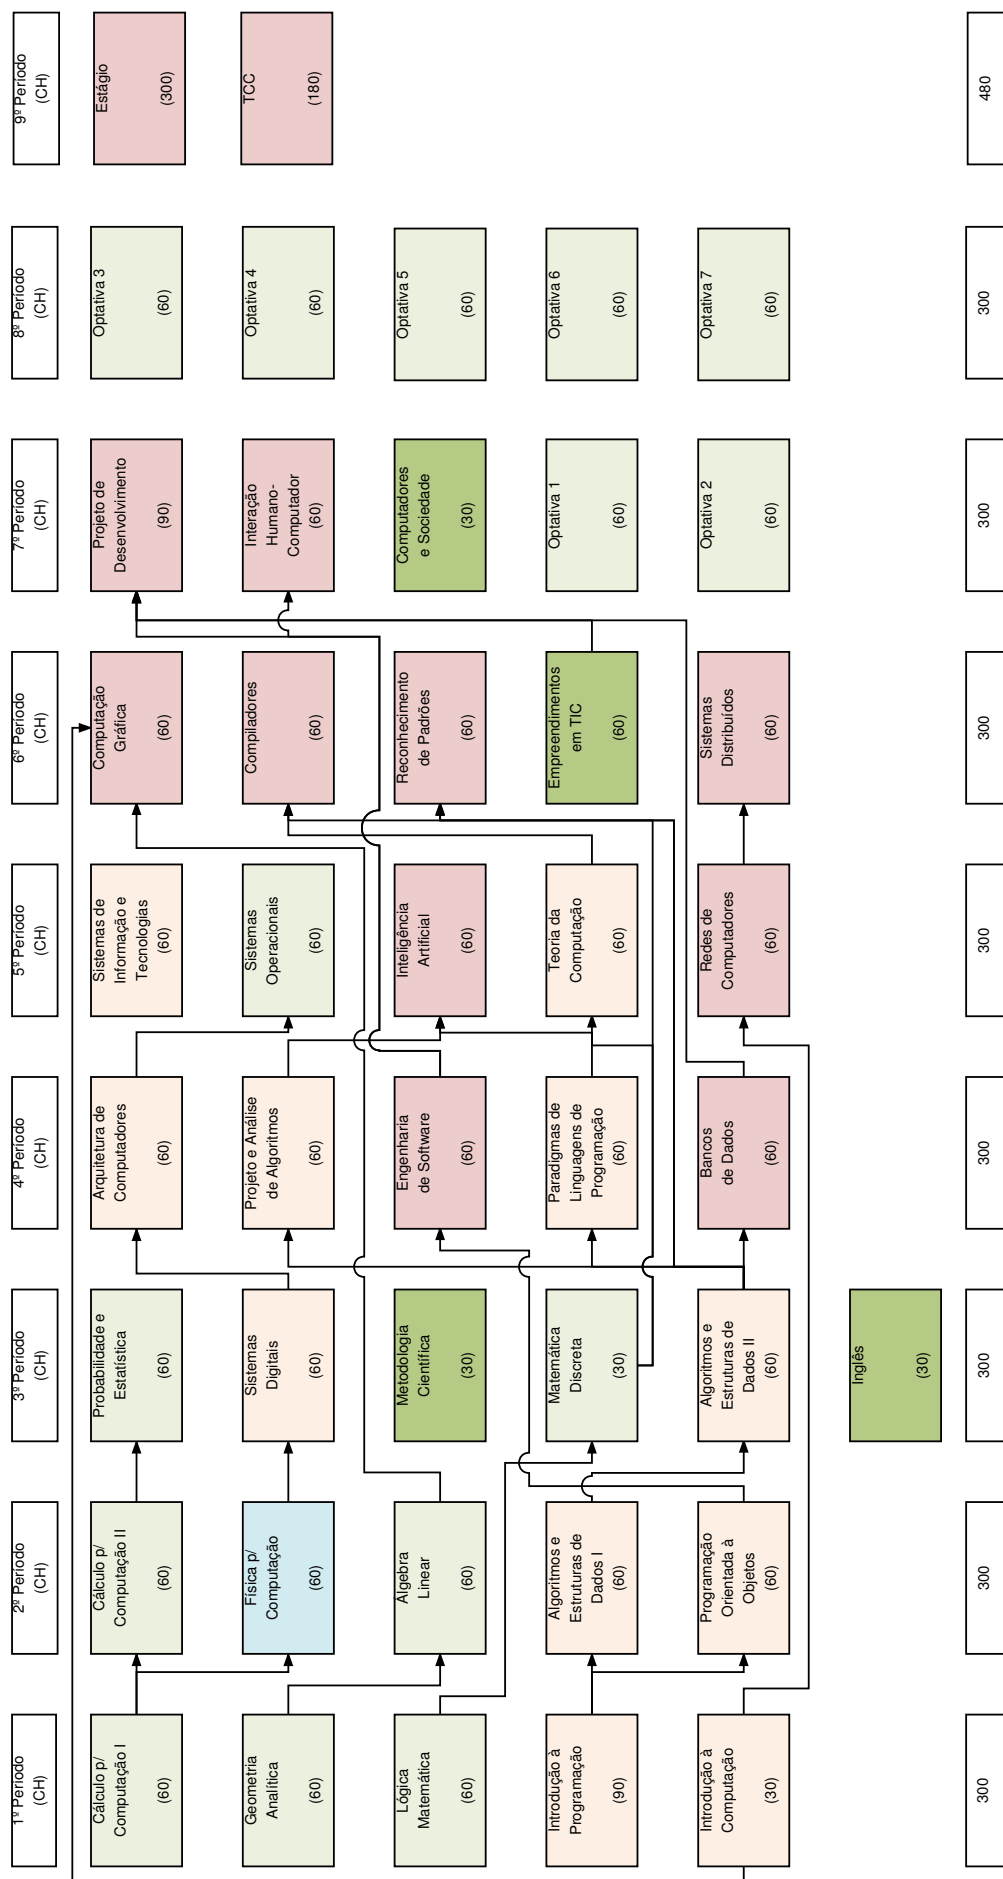 1º Período
(CH)
Cálculo p/
Computação I
(60)
Geometria
Analítica
(60)
Lógica
Matemática
(60)
Introdução à
Programação
(90)
Introdução à
Computação
(30)
300
2º Período
(CH)
Cálculo p/
Computação II
(60)
Física p/
Computação
(60)
Álgebra
Linear
(60)
Algoritmos e
Estruturas de
Dados I
(60)
Programação
Orientada à
Objetos
(60)
300
3º Período
(CH)
Probabilidade e
Estatística
(60)
Sistemas
Digitais
(60)
Metodologia
Científica
(30)
Matemática
Discreta
(30)
Algoritmos e
Estruturas de
Dados II
(60)
Inglês
(30)
300
4º Período
(CH)
Arquitetura de
Computadores
(60)
Projeto e Análise
de Algoritmos
(60)
Engenharia
de Software
(60)
Paradigmas de
Linguagens de
Programação
(60)
Bancos
de Dados
(60)
300
5º Período
(CH)
Sistemas de
Informação e
Tecnologias
(60)
Sistemas
Operacionais
(60)
Inteligência
Artificial
(60)
Teoria da
Computação
(60)
Redes de
Computadores
(60)
300
6º Período
(CH)
Computação
Gráfica
(60)
Compiladores
(60)
Reconhecimento
de Padrões
(60)
Empreendimentos
em TIC
(60)
Sistemas
Distribuídos
(60)
300
7º Período
(CH)
Projeto de
Desenvolvimento
(90)
Interação
Humano-
Computador
(60)
Computadores
e Sociedade
(30)
Optativa 1
(60)
Optativa 2
(60)
300
8º Período
(CH)
Optativa 3
(60)
Optativa 4
(60)
Optativa 5
(60)
Optativa 6
(60)
Optativa 7
(60)
300
9º Período
(CH)
Estágio
(300)
TCC
(180)
480